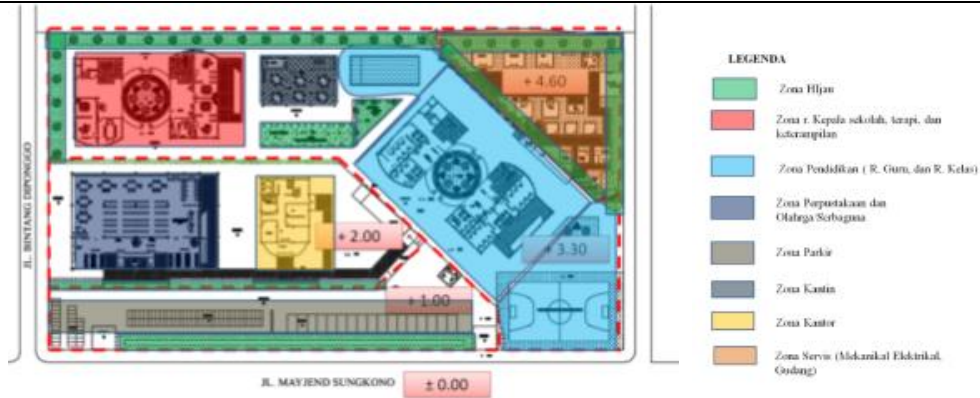 + 4.60
+ 2.00
+ 3.30
+ 1.00
JL. BINTANG DIPONGGO
JL. MAYJEND SUNGKONO
± 0.00
LEGENDA
Zona HIjau
Zona r. Kepala sekolah, terapi, dan
keterampilan
Zona Pendidikan ( R. Guru, dan R. Kelas)
Zona Perpustakaan dan
Olahrga/Serbaguna
Zona Parkir
Zona Kantin
Zona Kantor
Zona Servis (Mekanikal Elektrikal,
Gudang)